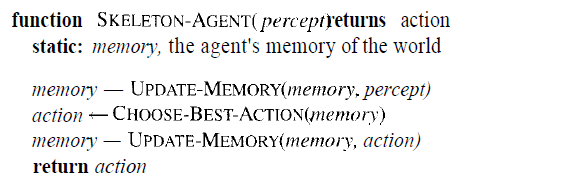 function SKELETON-AGENT(percept) returns action
static: memory, the agent's memory of the world
memory — UPDATE-MEMORY(memory, percept)
action ← CHOOSE-BEST-ACTION(memory)
memory — UPDATE-MEMORY(memory, action)
return action